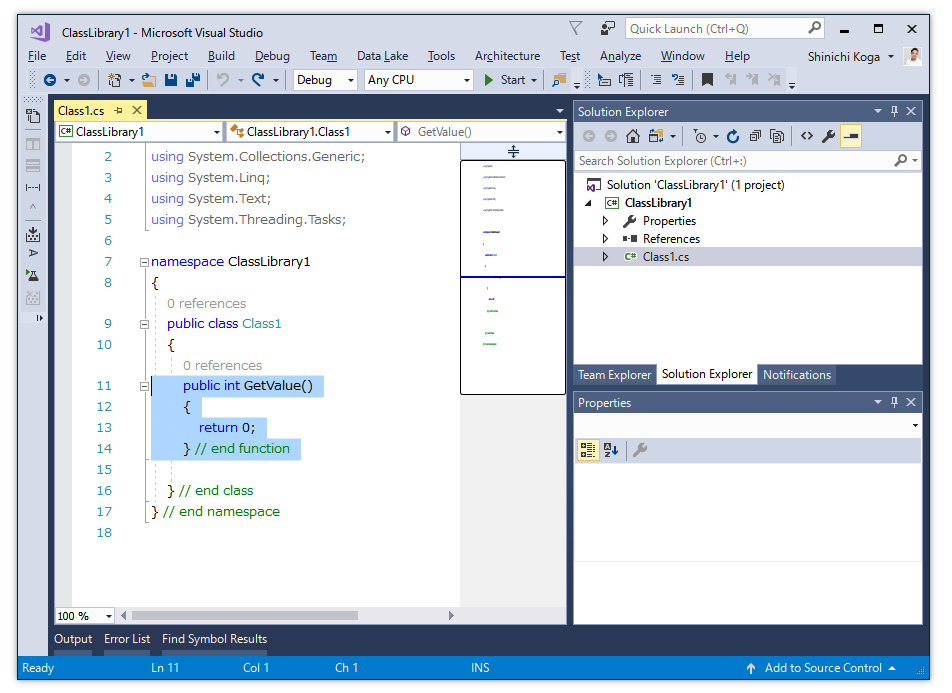 ClassLibrary1 - Microsoft Visual Studio
Quick Launch (Ctrl+Q)
File Edit View Project Build Debug Team Data Lake Tools Architecture Test Analyze Window Help Shinichi Koga
Debug Any CPU Start
Class1.cs
ClassLibrary1 ClassLibrary1.Class1 GetValue()
2 using System.Collections.Generic;
3 using System.Linq;
4 using System.Text;
5 using System.Threading.Tasks;
6
7 namespace ClassLibrary1
8 {
0 references
9 public class Class1
10 {
0 references
11 public int GetValue()
12 {
13 return 0;
14 } // end function
15
16 } // end class
17 } // end namespace
18
100 %
Solution Explorer
Search Solution Explorer (Ctrl+:)
Solution 'ClassLibrary1' (1 project)
C# ClassLibrary1
Properties
References
C# Class1.cs
Team Explorer Solution Explorer Notifications
Properties
Output Error List Find Symbol Results
Ready Ln 11 Col 1 Ch 1 INS Add to Source Control